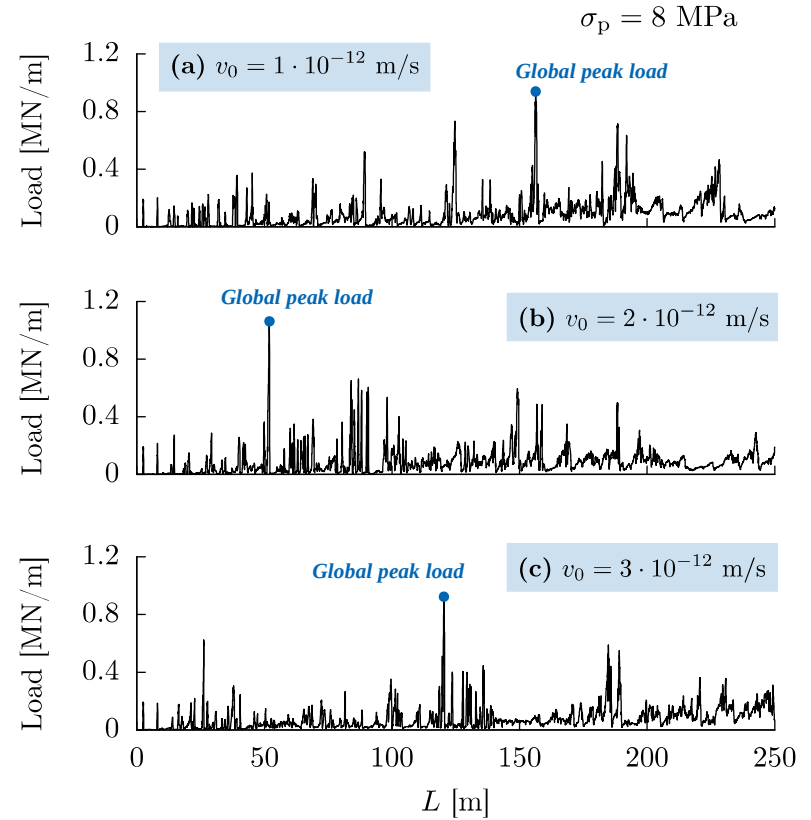 σp = 8 MPa
1.2
(a) v0 = 1 · 10−12 m/s
Global peak load
0.8
0.4
0
Load [MN/m]
Global peak load
1.2
(b) v0 = 2 · 10−12 m/s
0.8
0.4
0
Load [MN/m]
1.2
(c) v0 = 3 · 10−12 m/s
Global peak load
0.8
0.4
0
Load [MN/m]
0 50 100 150 200 250
L [m]